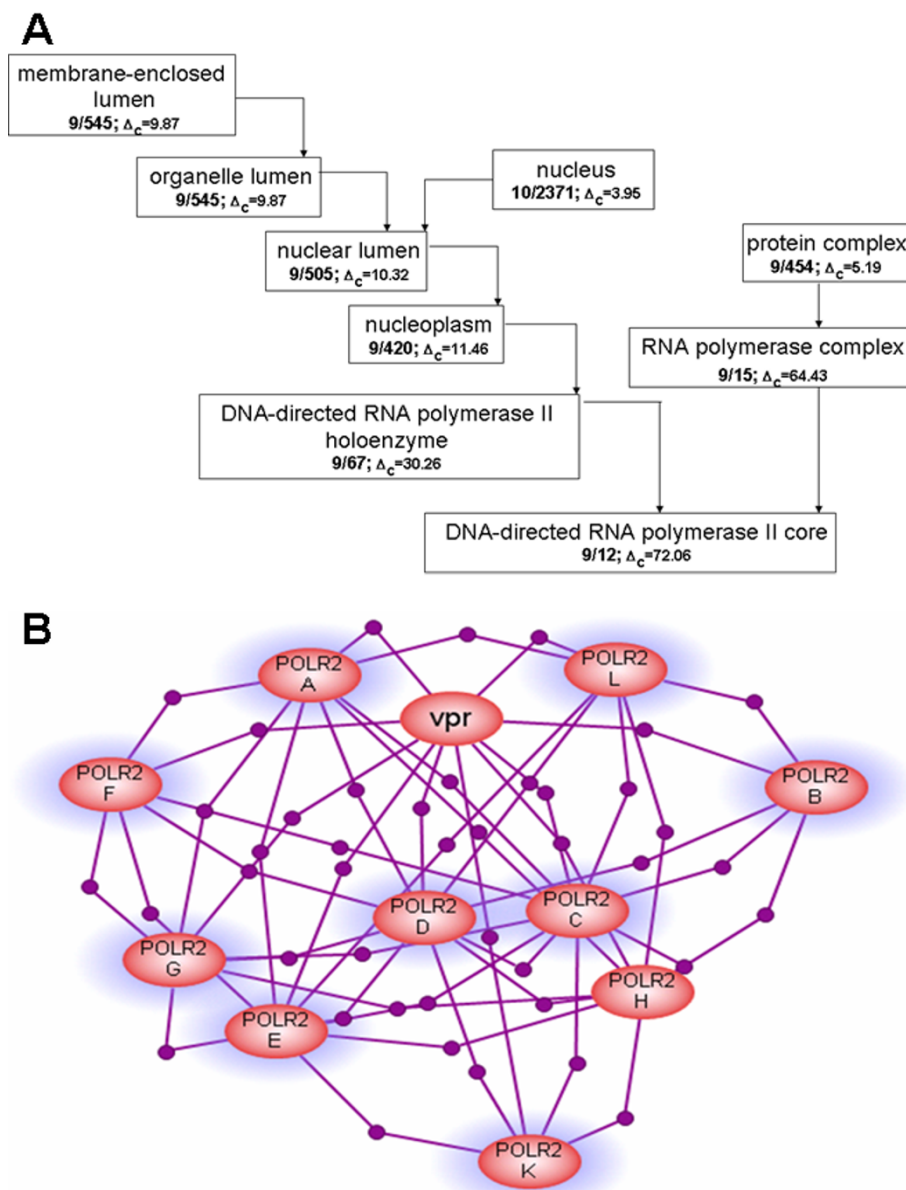 A
membrane-enclosed
lumen
9/545; Δc=9.87
organelle lumen
9/545; Δc=9.87
nucleus
10/2371; Δc=3.95
nuclear lumen
9/505; Δc=10.32
protein complex
9/454; Δc=5.19
nucleoplasm
9/420; Δc=11.46
RNA polymerase complex
9/15; Δc=64.43
DNA-directed RNA polymerase II
holoenzyme
9/67; Δc=30.26
DNA-directed RNA polymerase II core
9/12; Δc=72.06
B
POLR2
A
POLR2
L
vpr
POLR2
F
POLR2
B
POLR2
D
POLR2
C
POLR2
G
POLR2
H
POLR2
E
POLR2
K